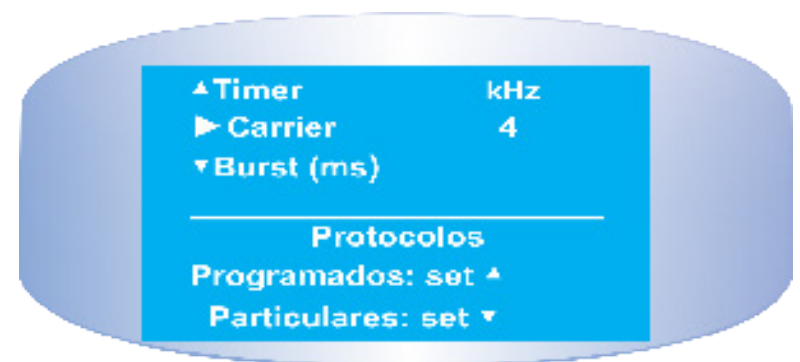 ▲Timer kHz
►Carrier 4
▼Burst (ms)
Protocolos
Programados: set ▲
Particulares: set ▼